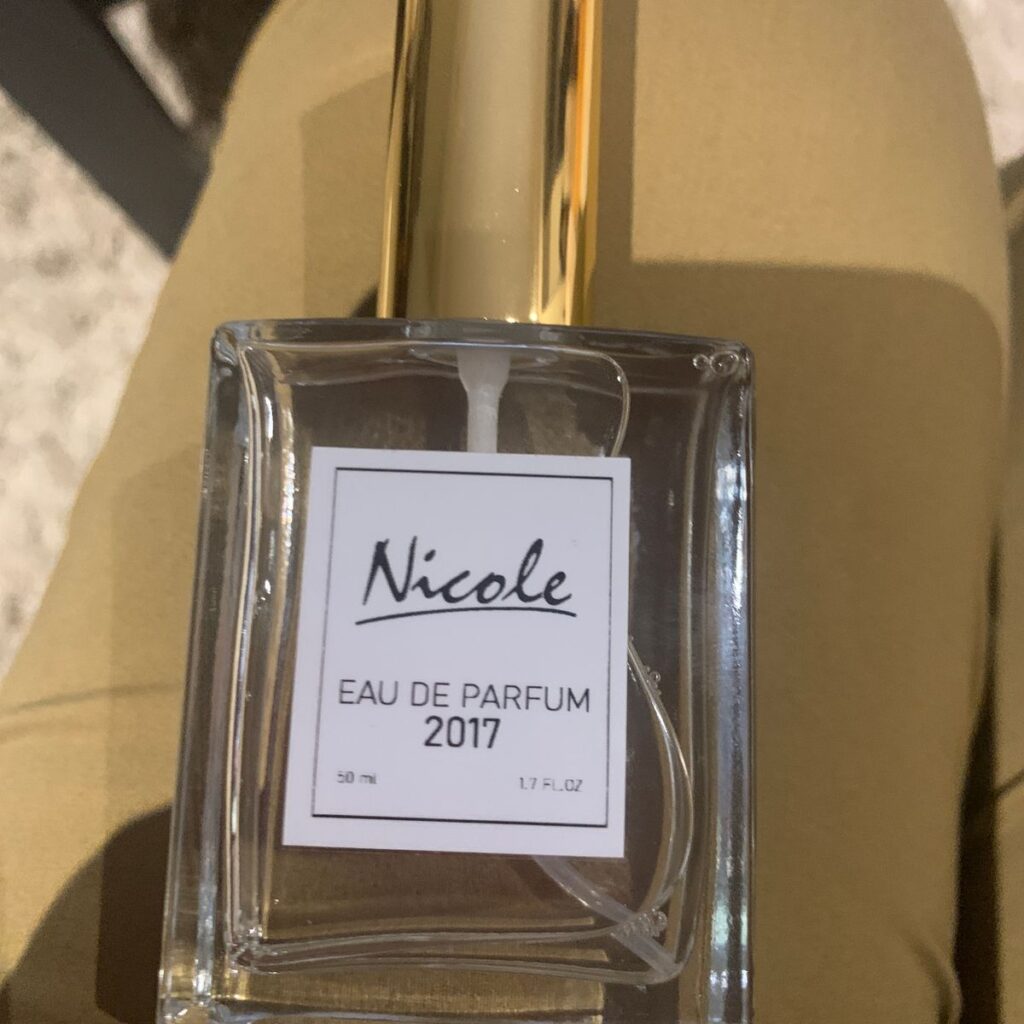 Nicole
EAU DE PARFUM
2017
50 ml 1.7 FL.OZ